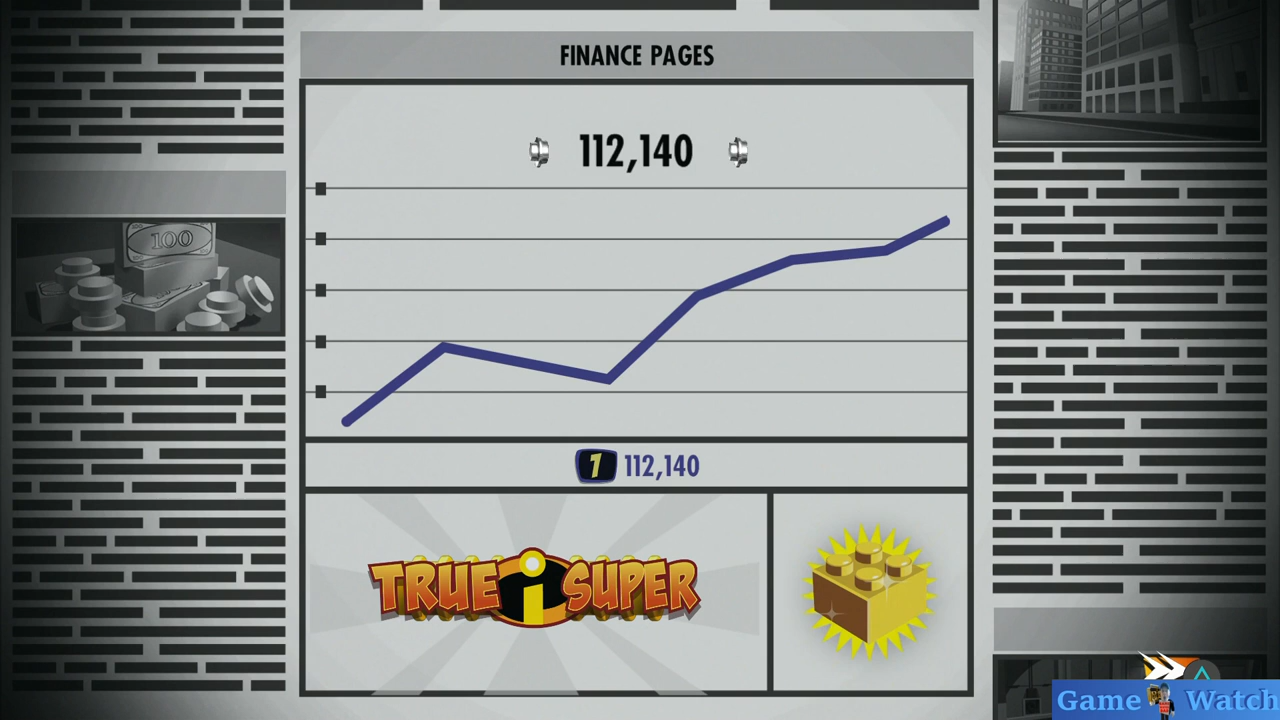 FINANCE PAGES
112,140
100
1 112,140
TRUE i SUPER
Game Watch